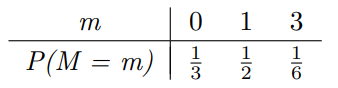 m 0 1 3
P(M = m) 1/3 1/2 1/6